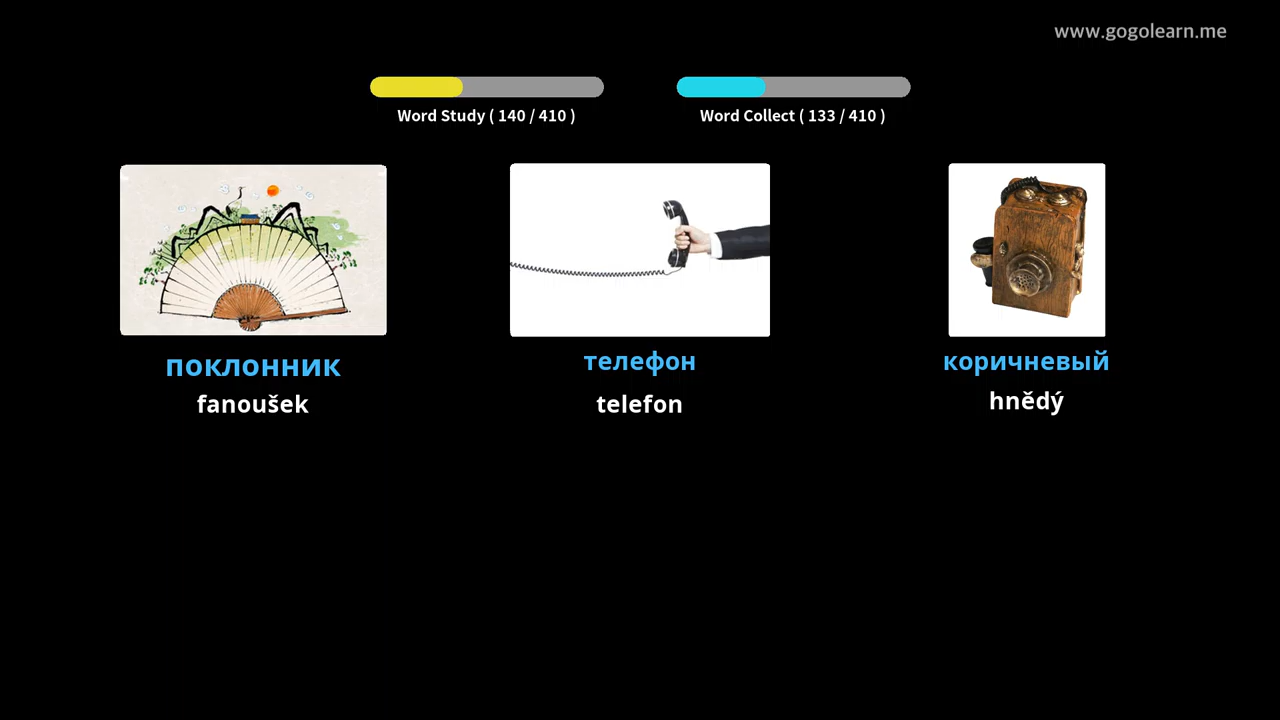 www.gogolearn.me
Word Study ( 140 / 410 )
Word Collect ( 133 / 410 )
поклонник
fanoušek
телефон
telefon
коричневый
hnědý